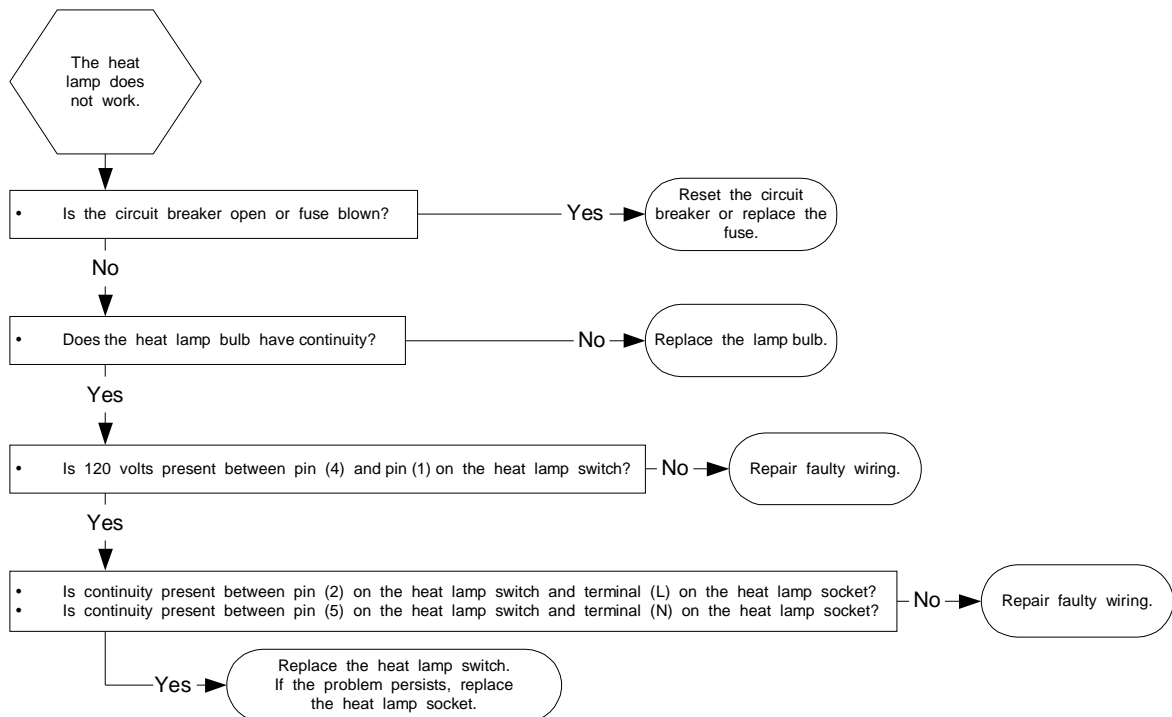 The heat
lamp does
not work.
• Is the circuit breaker open or fuse blown?
Yes
Reset the circuit
breaker or replace the
fuse.
No
• Does the heat lamp bulb have continuity?
No
Replace the lamp bulb.
Yes
• Is 120 volts present between pin (4) and pin (1) on the heat lamp switch?
No
Repair faulty wiring.
Yes
• Is continuity present between pin (2) on the heat lamp switch and terminal (L) on the heat lamp socket?
• Is continuity present between pin (5) on the heat lamp switch and terminal (N) on the heat lamp socket?
No
Repair faulty wiring.
Yes
Replace the heat lamp switch.
If the problem persists, replace
the heat lamp socket.